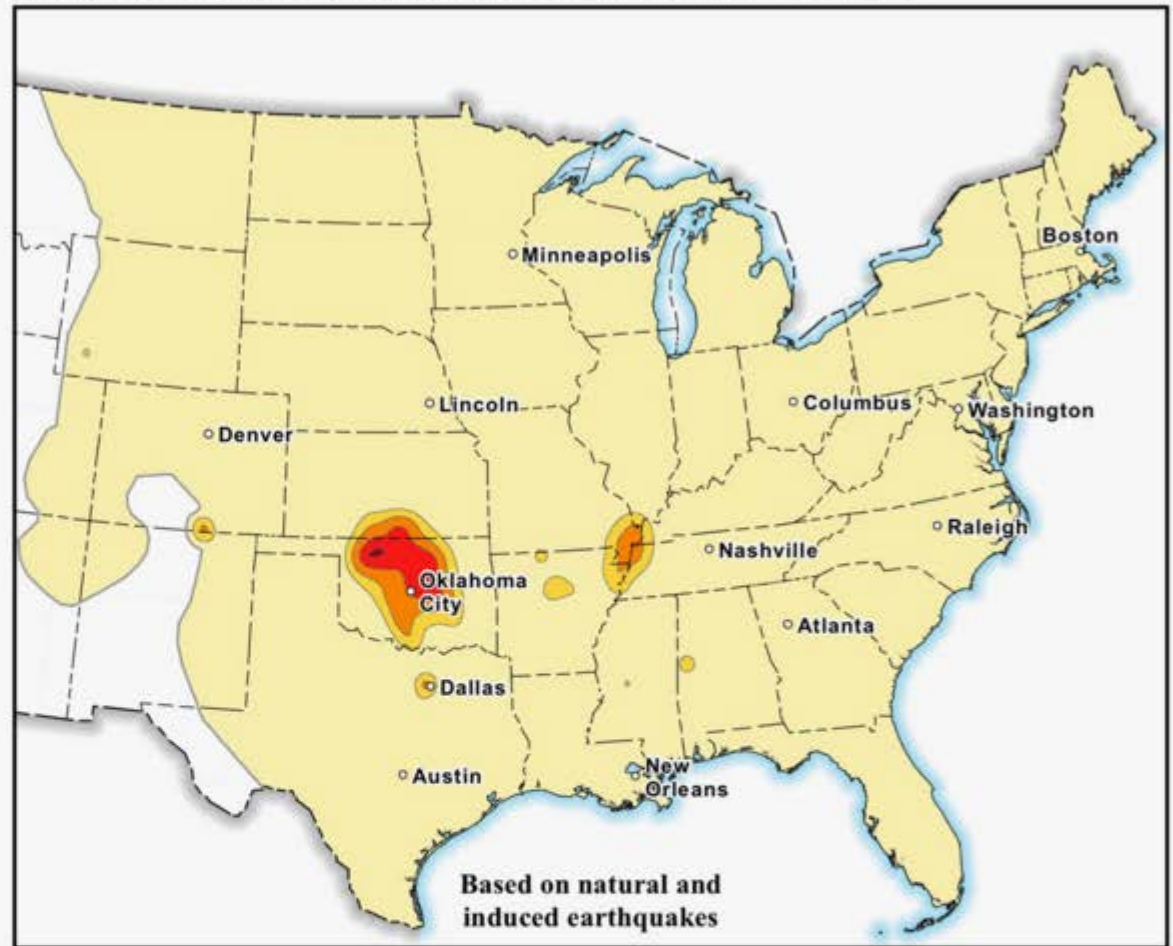 Boston
Minneapolis
Lincoln
Columbus
Washington
Denver
Raleigh
Nashville
Oklahoma
City
Atlanta
Dallas
New
Orleans
Austin
Based on natural and
induced earthquakes